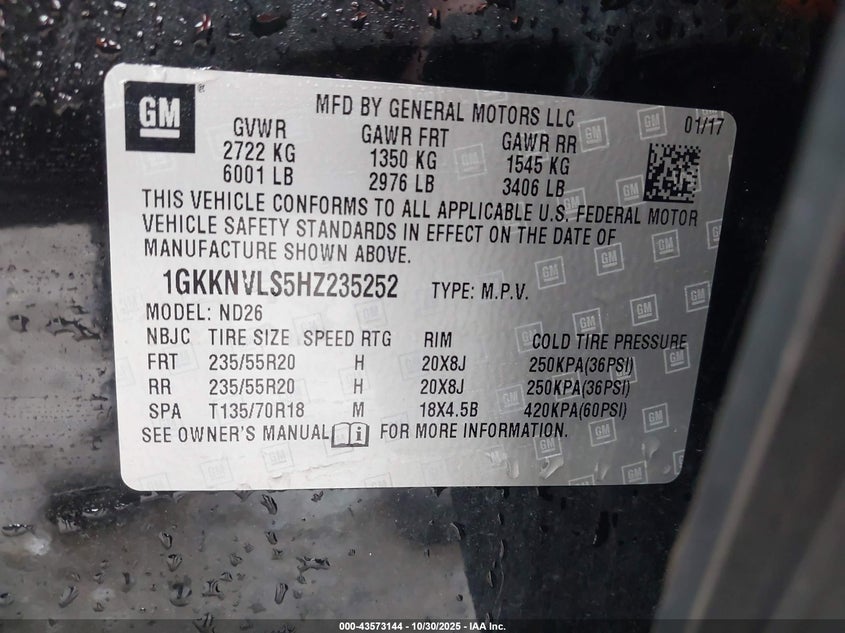 GM
MFD BY GENERAL MOTORS LLC
01/17
GVWR GAWR FRT GAWR RR
2722 KG 1350 KG 1545 KG
6001 LB 2976 LB 3406 LB
THIS VEHICLE CONFORMS TO ALL APPLICABLE U.S. FEDERAL MOTOR
VEHICLE SAFETY STANDARDS IN EFFECT ON THE DATE OF
MANUFACTURE SHOWN ABOVE.
1GKKNVLS5HZ235252 TYPE: M.P.V.
MODEL: ND26
NBJC TIRE SIZE SPEED RTG RIM COLD TIRE PRESSURE
FRT 235/55R20 H 20X8J 250KPA(36PSI)
RR 235/55R20 H 20X8J 250KPA(36PSI)
SPA T135/70R18 M 18X4.5B 420KPA(60PSI)
SEE OWNER'S MANUAL i FOR MORE INFORMATION.
000-43573144 - 10/30/2025 - IAA Inc.